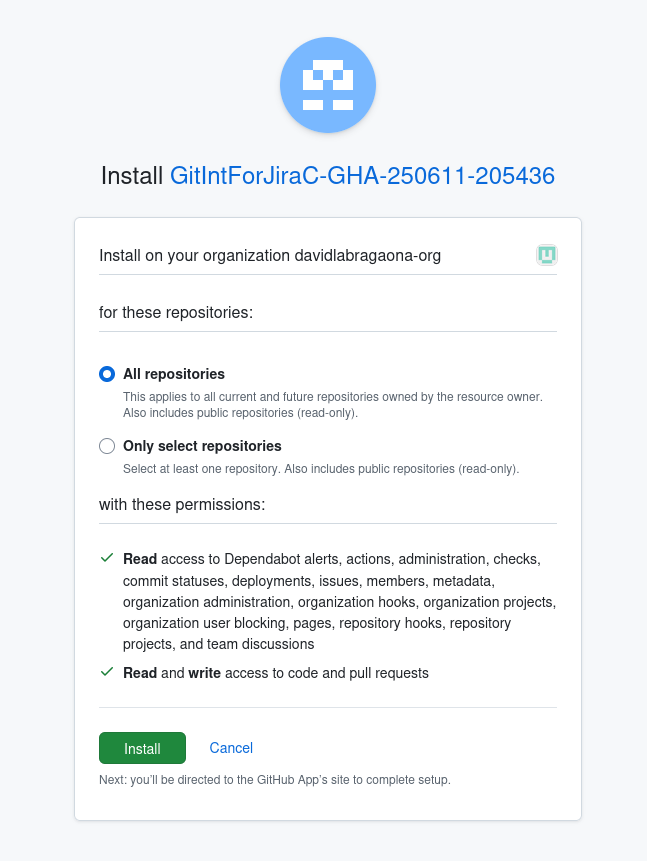 Install GitIntForJiraC-GHA-250611-205436
Install on your organization davidlabragaona-org
for these repositories:
All repositories
This applies to all current and future repositories owned by the resource owner.
Also includes public repositories (read-only).
Only select repositories
Select at least one repository. Also includes public repositories (read-only).
with these permissions:
Read access to Dependabot alerts, actions, administration, checks,
commit statuses, deployments, issues, members, metadata,
organization administration, organization hooks, organization projects,
organization user blocking, pages, repository hooks, repository
projects, and team discussions
Read and write access to code and pull requests
Install Cancel
Next: you'll be directed to the GitHub App's site to complete setup.